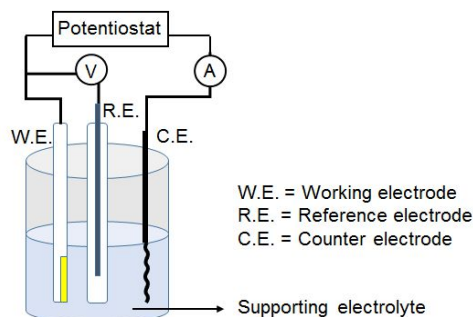 Potentiostat
V
A
R.E.
W.E.
C.E.
W.E. = Working electrode
R.E. = Reference electrode
C.E. = Counter electrode
Supporting electrolyte